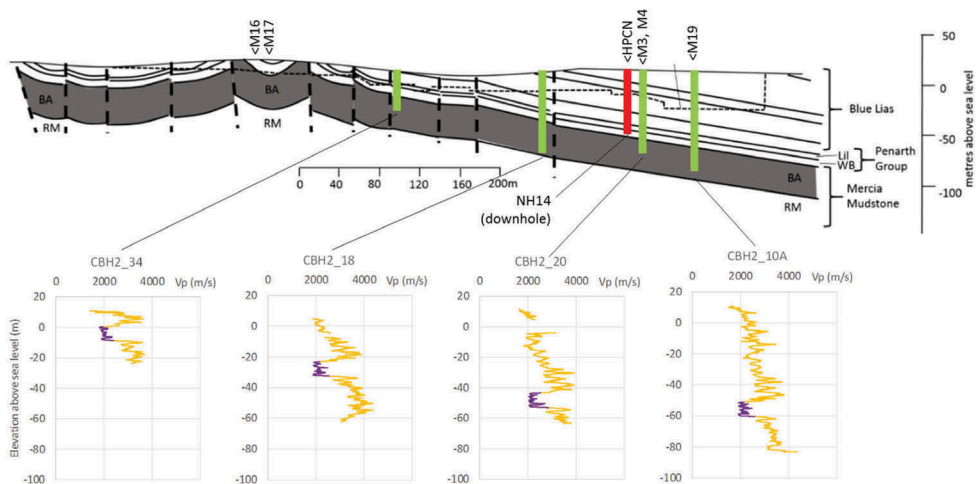 <M16
<M17
<HPCN
<M3, M4
<M19
50
0
-50
-100
metres above sea level
BA
RM
BA
RM
BA
RM
Blue Lias
Lil
WB
Penarth
Group
Mercia
Mudstone
0 40 80 120 160 200m
NH14
(downhole)
CBH2_34
0 2000 4000 Vp (m/s)
20
0
-20
-40
-60
-80
-100
Elevation above sea level (m)
CBH2_18
0 2000 4000 Vp (m/s)
20
0
-20
-40
-60
-80
-100
CBH2_20
0 2000 4000 Vp (m/s)
20
0
-20
-40
-60
-80
-100
CBH2_10A
0 2000 4000 Vp (m/s)
20
0
-20
-40
-60
-80
-100